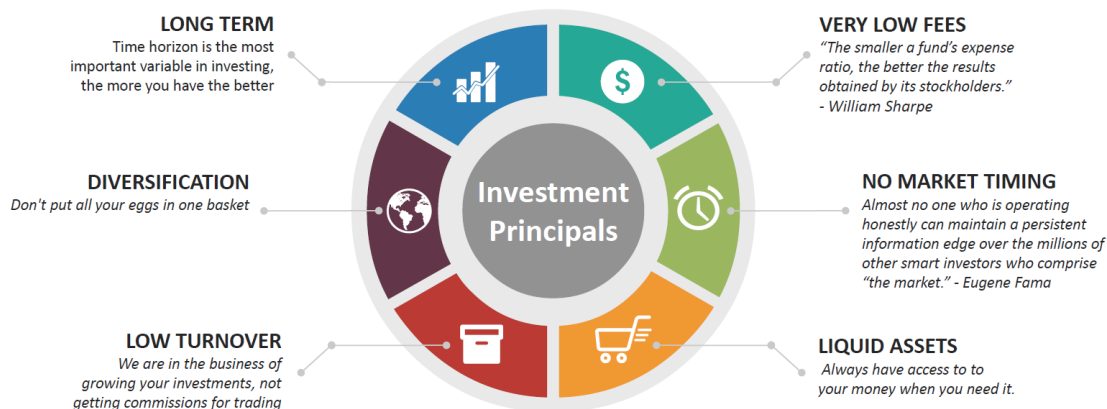 LONG TERM
Time horizon is the most
important variable in investing,
the more you have the better
DIVERSIFICATION
Don't put all your eggs in one basket
LOW TURNOVER
We are in the business of
growing your investments, not
getting commissions for trading
Investment
Principals
$
VERY LOW FEES
“The smaller a fund’s expense
ratio, the better the results
obtained by its stockholders.”
- William Sharpe
NO MARKET TIMING
Almost no one who is operating
honestly can maintain a persistent
information edge over the millions of
other smart investors who comprise
“the market.” - Eugene Fama
LIQUID ASSETS
Always have access to to
your money when you need it.